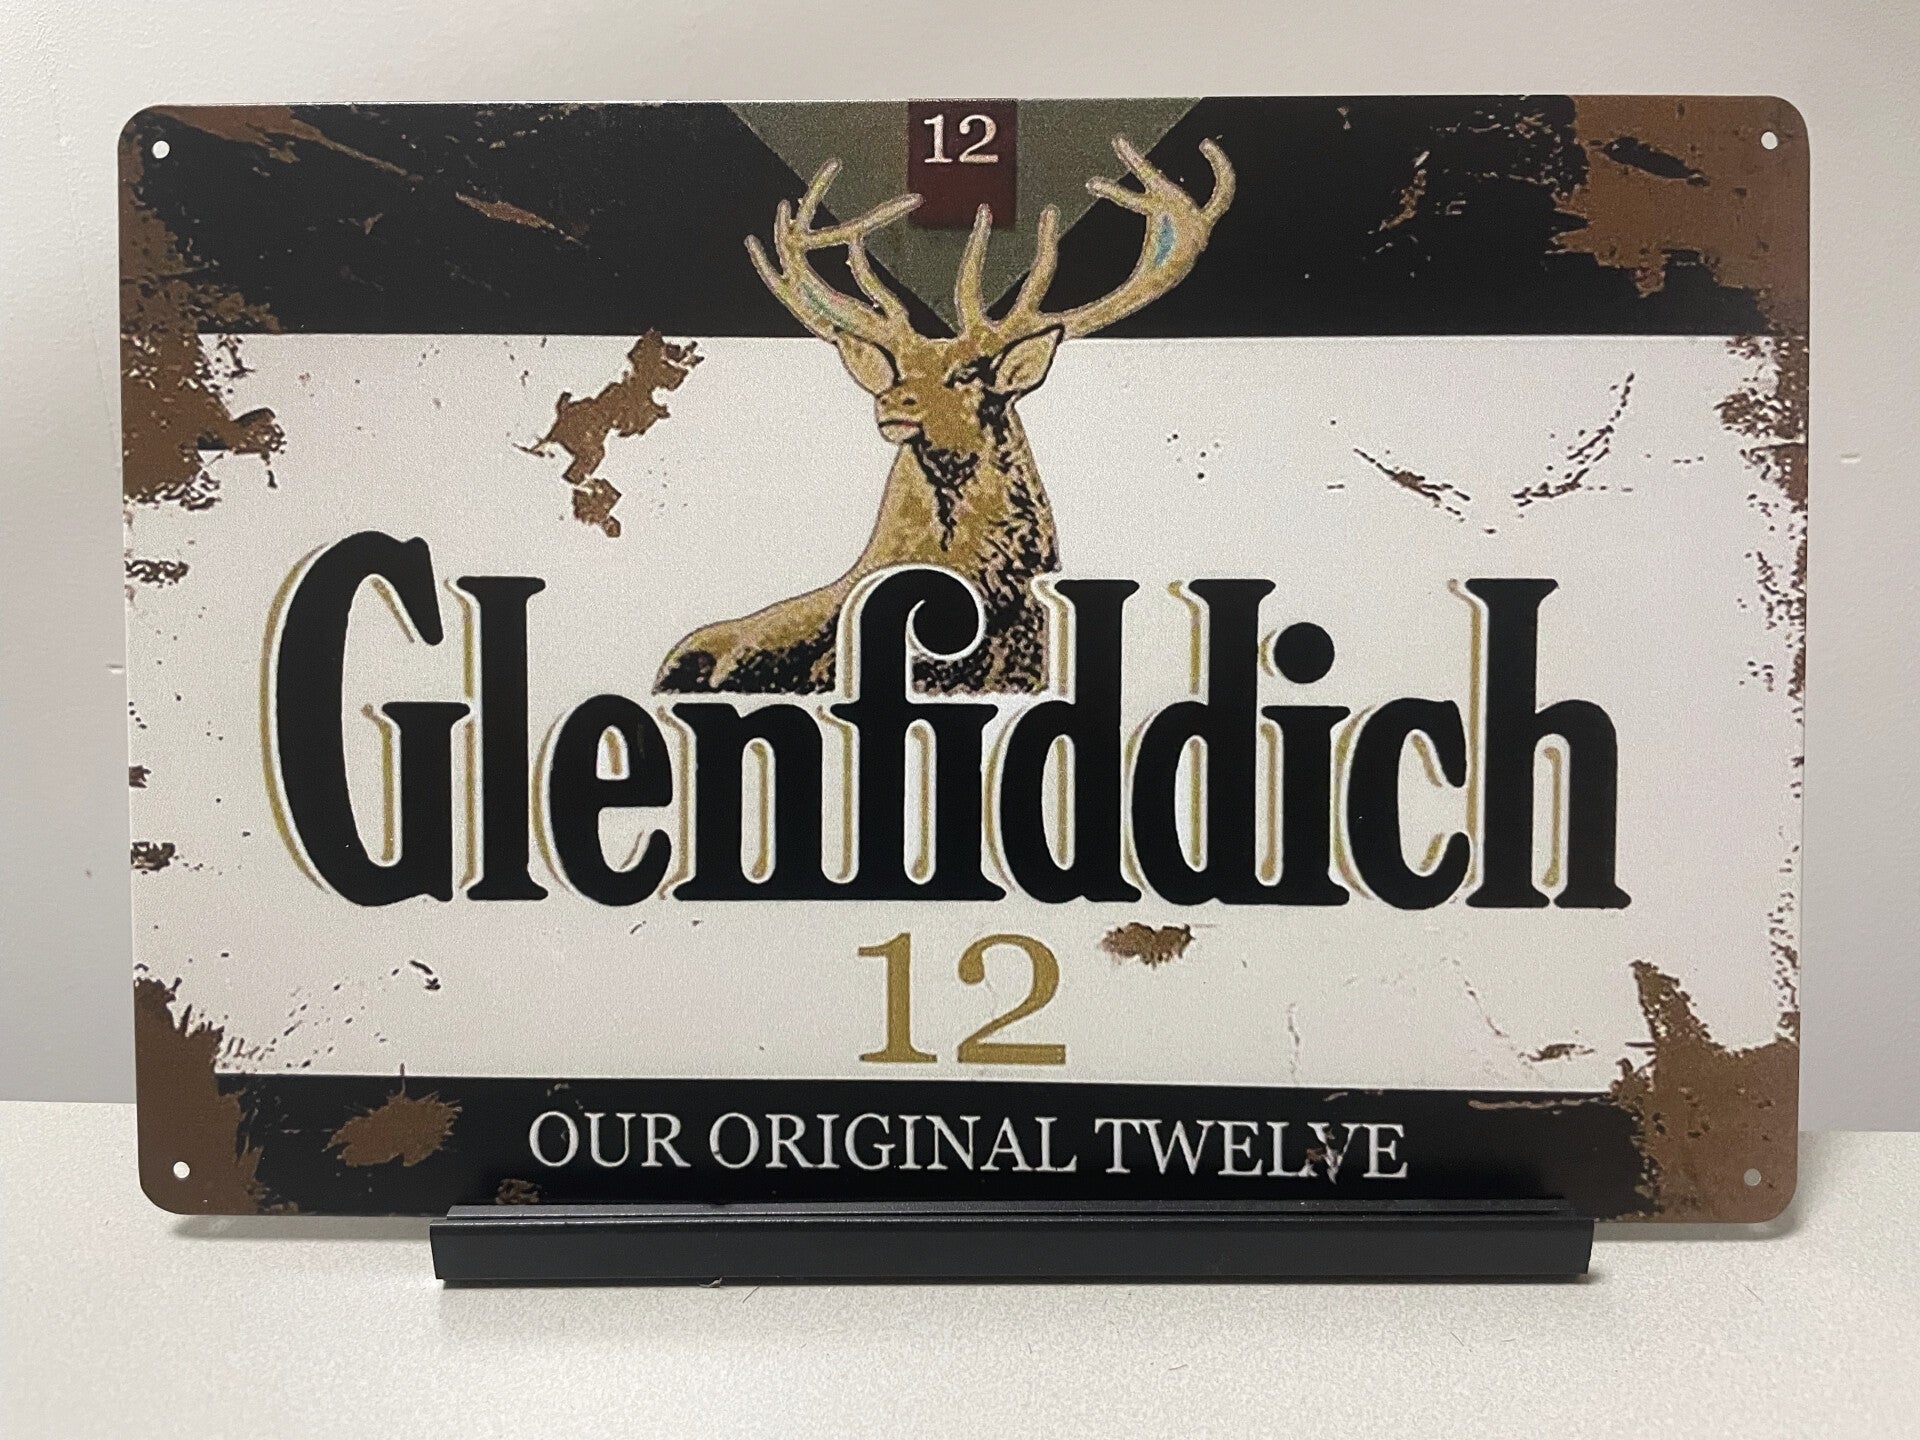 12
Glenfiddich
12
OUR ORIGINAL TWELVE